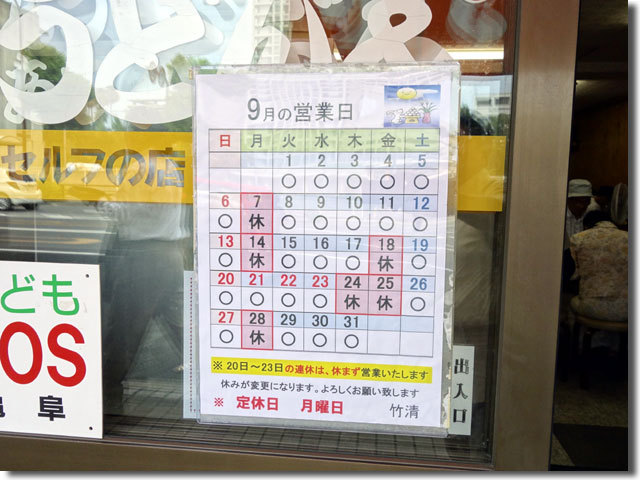 うどん&
セルフの店
9月の営業日
日 月 火 水 木 金 土
1 2 3 4 5
○ ○ ○ ○ ○
6 7 8 9 10 11 12
○ 休 ○ ○ ○ ○ ○
13 14 15 16 17 18 19
○ 休 ○ ○ ○ 休 ○
20 21 22 23 24 25 26
○ ○ ○ ○ 休 休 ○
27 28 29 30 31
○ 休 ○ ○ ○
※ 20日～23日の連休は、休まず営業いたします
休みが変更になります。よろしくお願い致します
※ 定休日 月曜日 竹清
ども
OS
亀阜
出入口